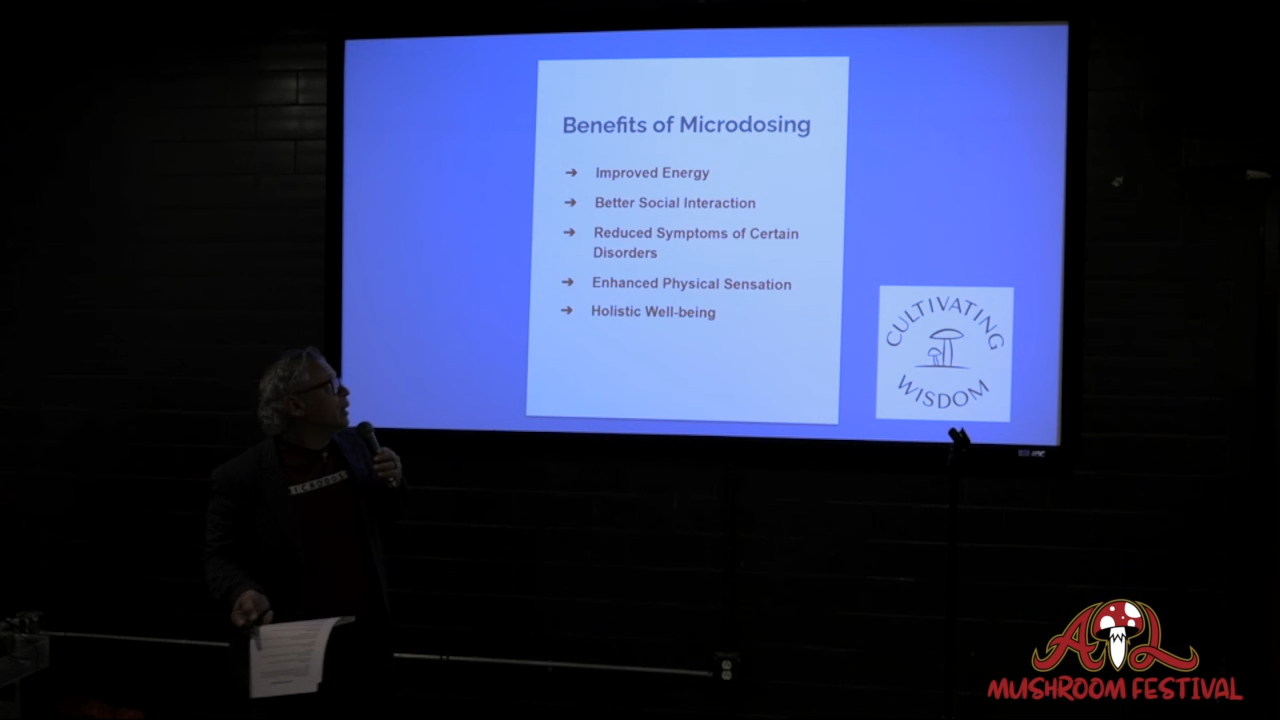 Benefits of Microdosing
➔ Improved Energy
➔ Better Social Interaction
➔ Reduced Symptoms of Certain
Disorders
➔ Enhanced Physical Sensation
➔ Holistic Well-being
CULTIVATING
WISDOM
ATL
MUSHROOM FESTIVAL